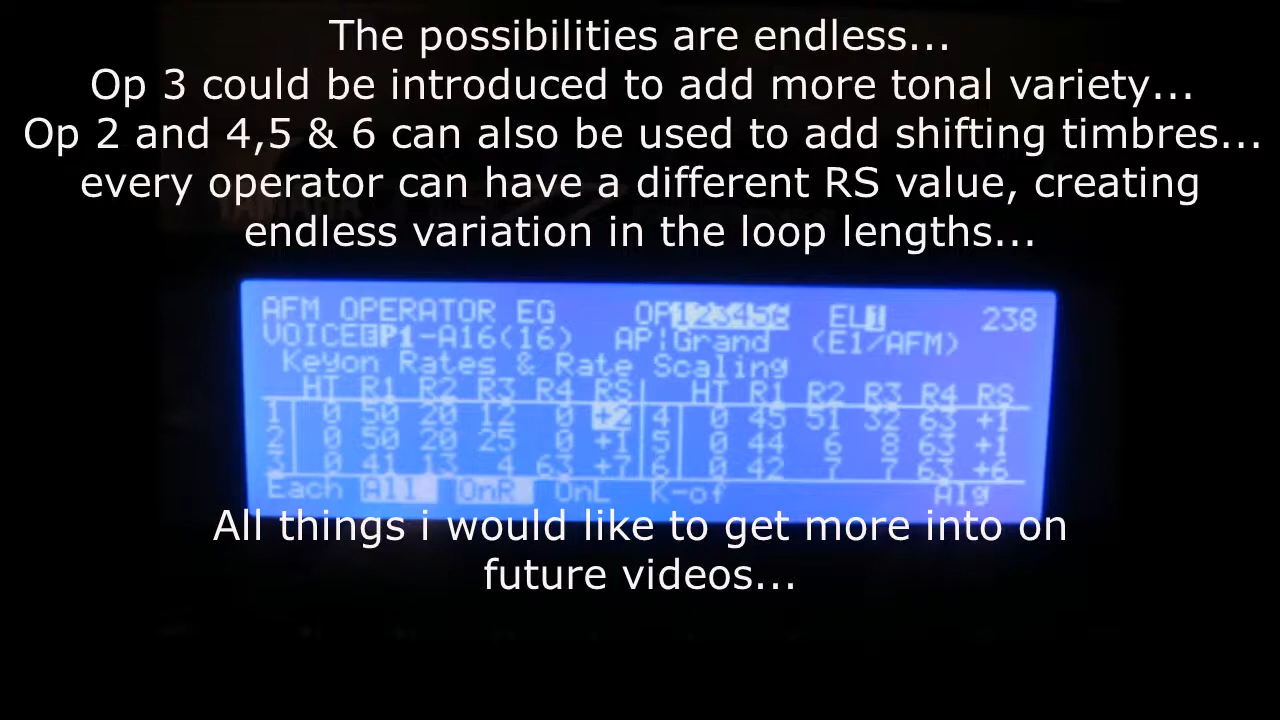 The possibilities are endless...
Op 3 could be introduced to add more tonal variety...
Op 2 and 4,5 & 6 can also be used to add shifting timbres...
every operator can have a different RS value, creating
endless variation in the loop lengths...
AFM OPERATOR EG OP123456 EL1 238
VOICE P1-A16(16) AP¦Grand (E1/AFM)
Keyon Rates & Rate Scaling
HT R1 R2 R3 R4 RS HT R1 R2 R3 R4 RS
1 0 50 20 12 0 +2 4 0 45 51 32 63 +1
2 0 50 20 25 0 +1 5 0 44 6 8 63 +1
3 0 41 13 4 63 +7 6 0 42 7 7 63 +6
Each All OnR OnL K-of Alg
All things i would like to get more into on
future videos...